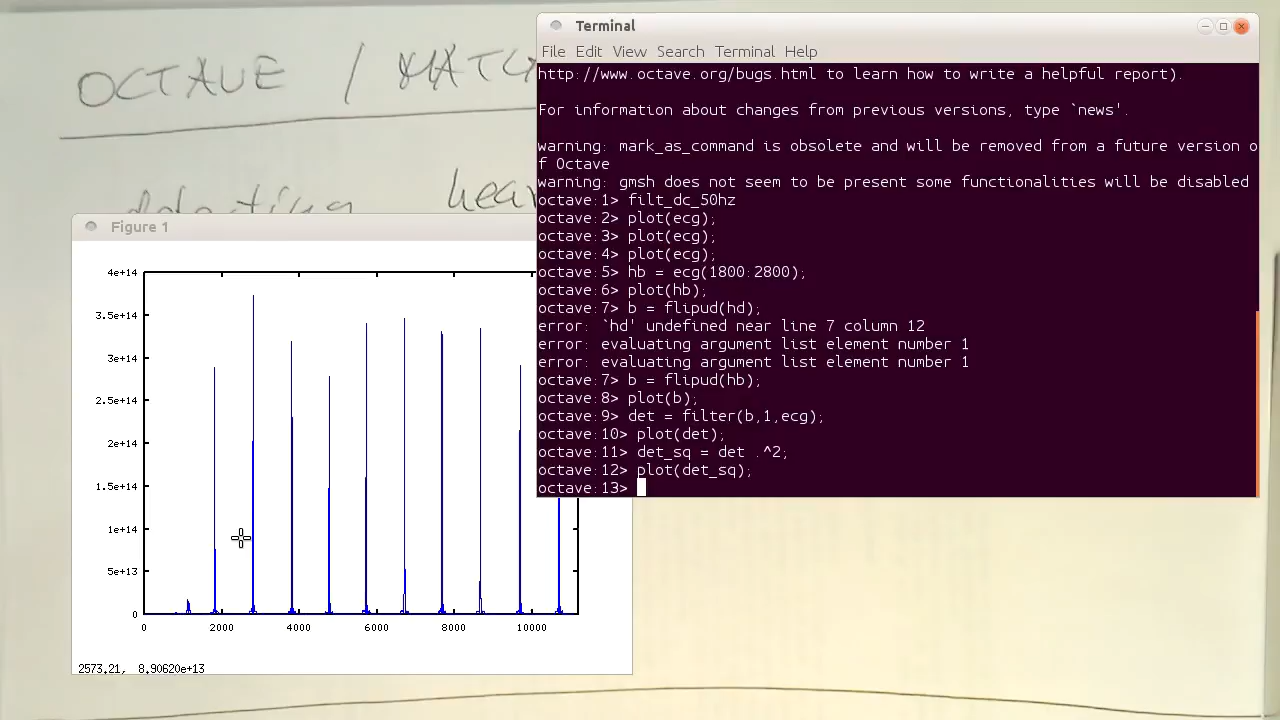 OCTAVE /
detecting
Terminal
File Edit View Search Terminal Help
http://www.octave.org/bugs.html to learn how to write a helpful report).
For information about changes from previous versions, type `news'.
warning: mark_as_command is obsolete and will be removed from a future version o
f Octave
warning: gmsh does not seem to be present some functionalities will be disabled
octave:1> filt_dc_50hz
octave:2> plot(ecg);
octave:3> plot(ecg);
octave:4> plot(ecg);
octave:5> hb = ecg(1800:2800);
octave:6> plot(hb);
octave:7> b = flipud(hd);
error: `hd' undefined near line 7 column 12
error: evaluating argument list element number 1
error: evaluating argument list element number 1
octave:7> b = flipud(hb);
octave:8> plot(b);
octave:9> det = filter(b,1,ecg);
octave:10> plot(det);
octave:11> det_sq = det .^2;
octave:12> plot(det_sq);
octave:13>
Figure 1
4e+14
3.5e+14
3e+14
2.5e+14
2e+14
1.5e+14
1e+14
5e+13
0
0 2000 4000 6000 8000 10000
2573.21, 8.90620e+13